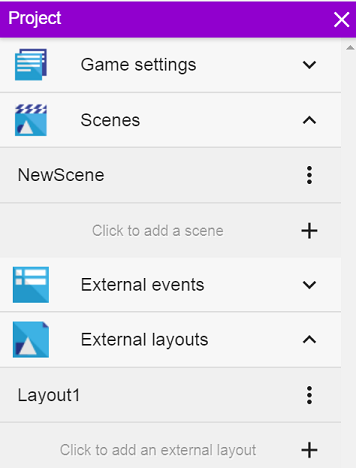 Project
Game settings
Scenes
NewScene
Click to add a scene
External events
External layouts
Layout1
Click to add an external layout